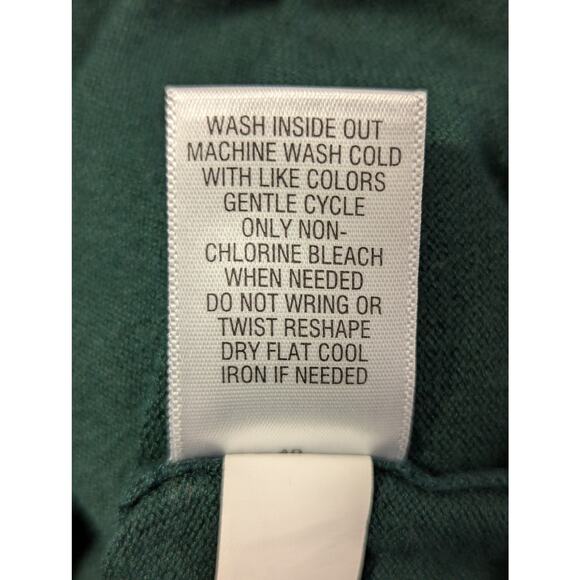 WASH INSIDE OUT
MACHINE WASH COLD
WITH LIKE COLORS
GENTLE CYCLE
ONLY NON-
CHLORINE BLEACH
WHEN NEEDED
DO NOT WRING OR
TWIST RESHAPE
DRY FLAT COOL
IRON IF NEEDED